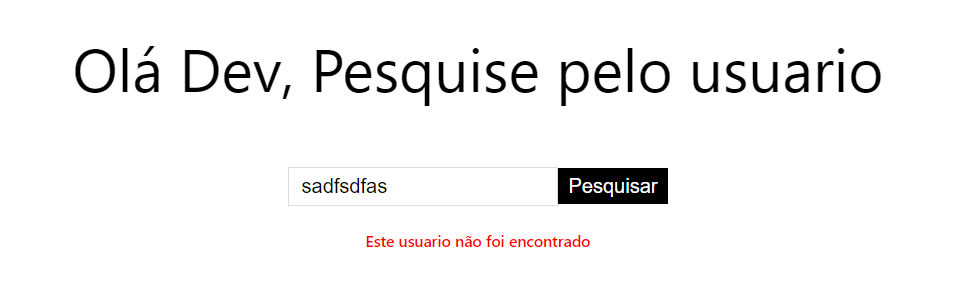 Olá Dev, Pesquise pelo usuario
sadfsdfas
Pesquisar
Este usuario não foi encontrado